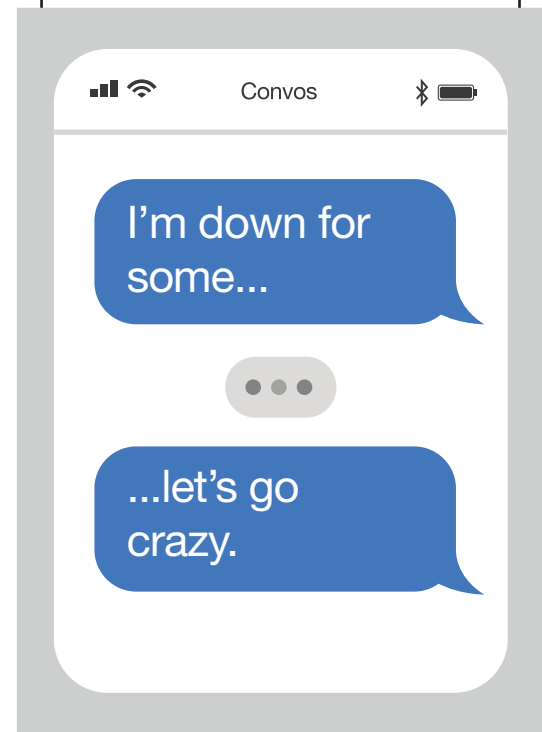 Convos
I’m down for
some...
...let’s go
crazy.